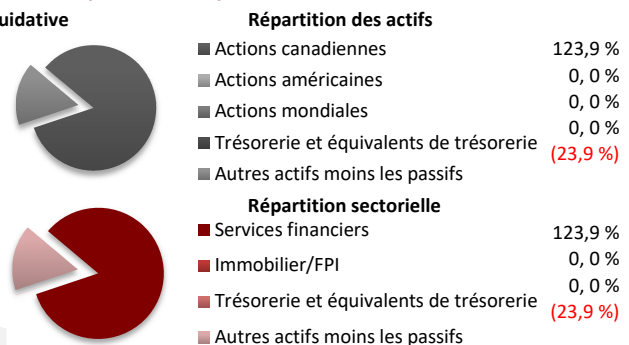 uidative
Répartition des actifs
Actions canadiennes 123,9 %
Actions américaines 0, 0 %
Actions mondiales 0, 0 %
Trésorerie et équivalents de trésorerie 0, 0 %
Autres actifs moins les passifs (23,9 %)
Répartition sectorielle
Services financiers 123,9 %
Immobilier/FPI 0, 0 %
Trésorerie et équivalents de trésorerie 0, 0 %
Autres actifs moins les passifs (23,9 %)